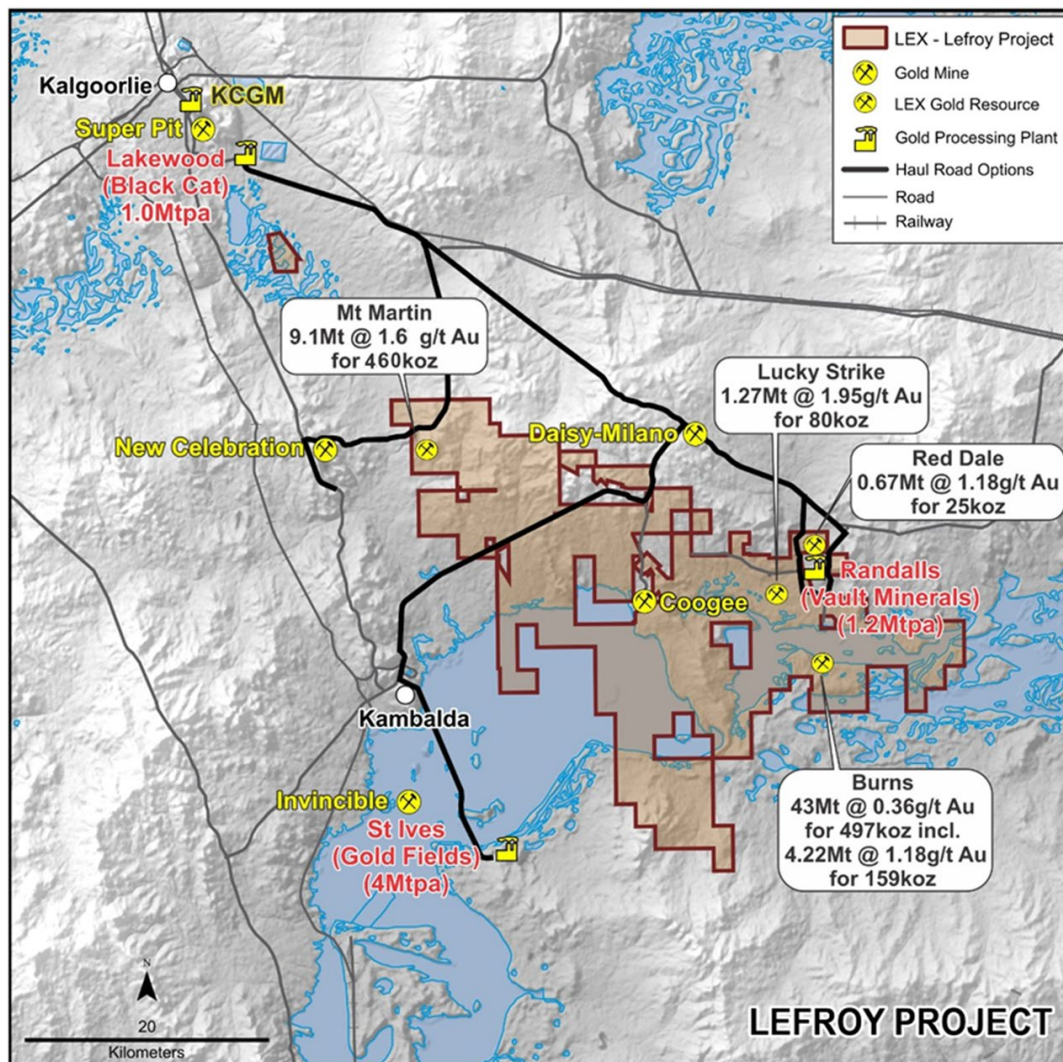 LEX - Lefroy Project
Gold Mine
LEX Gold Resource
Gold Processing Plant
Haul Road Options
Road
Railway
Kalgoorlie
KCGM
Super Pit
Lakewood
(Black Cat)
1.0Mtpa
Mt Martin
9.1Mt @ 1.6 g/t Au
for 460koz
Lucky Strike
1.27Mt @ 1.95g/t Au
for 80koz
New Celebration
Daisy-Milano
Red Dale
0.67Mt @ 1.18g/t Au
for 25koz
Randalls
(Vault Minerals)
(1.2Mtpa)
Coogee
Kambalda
Invincible
St Ives
(Gold Fields)
(4Mtpa)
Burns
43Mt @ 0.36g/t Au
for 497koz incl.
4.22Mt @ 1.18g/t Au
for 159koz
N
20
Kilometers
LEFROY PROJECT